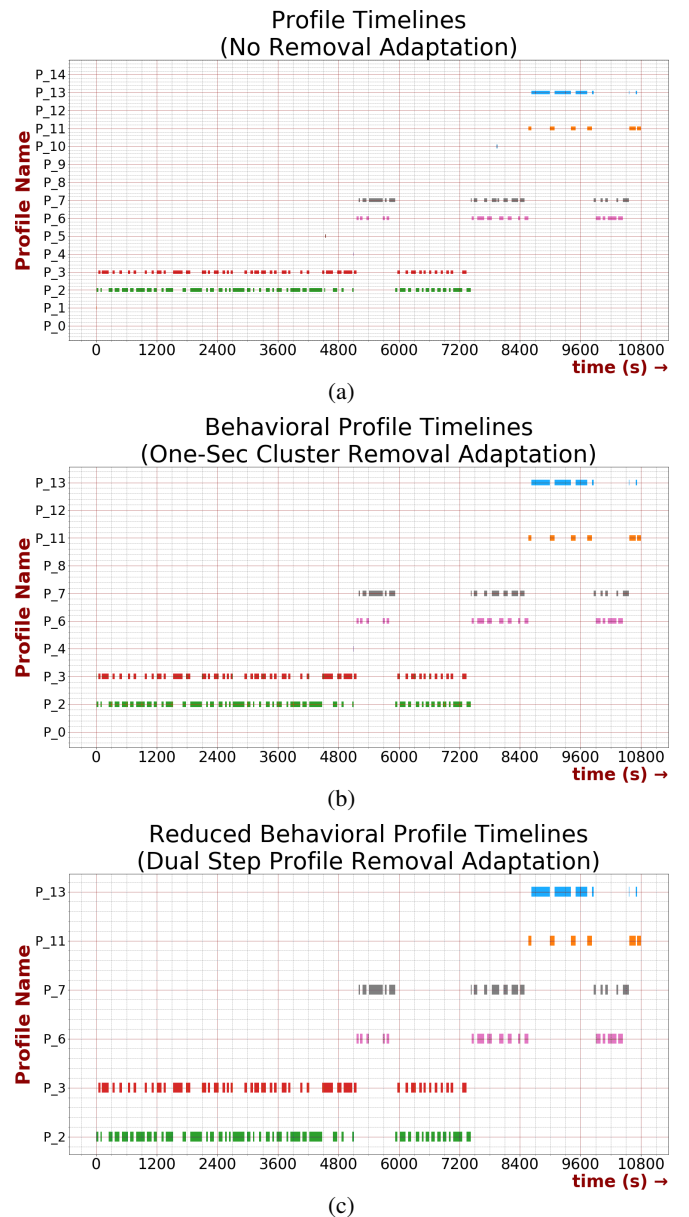 Profile Timelines
(No Removal Adaptation)
Profile Name
P_14
P_13
P_12
P_11
P_10
P_9
P_8
P_7
P_6
P_5
P_4
P_3
P_2
P_1
P_0
0 1200 2400 3600 4800 6000 7200 8400 9600 10800
time (s) →
(a)
Behavioral Profile Timelines
(One-Sec Cluster Removal Adaptation)
Profile Name
P_13
P_12
P_11
P_8
P_7
P_6
P_4
P_3
P_2
P_0
0 1200 2400 3600 4800 6000 7200 8400 9600 10800
time (s) →
(b)
Reduced Behavioral Profile Timelines
(Dual Step Profile Removal Adaptation)
Profile Name
P_13
P_11
P_7
P_6
P_3
P_2
0 1200 2400 3600 4800 6000 7200 8400 9600 10800
time (s) →
(c)